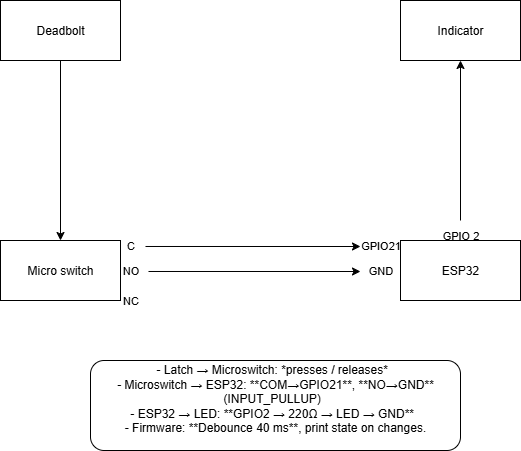 Deadbolt
Indicator
GPIO 2
C
GPIO21
Micro switch
NO
GND
ESP32
NC
- Latch → Microswitch: *presses / releases*
- Microswitch → ESP32: **COM→GPIO21**, **NO→GND**
(INPUT_PULLUP)
- ESP32 → LED: **GPIO2 → 220Ω → LED → GND**
- Firmware: **Debounce 40 ms**, print state on changes.